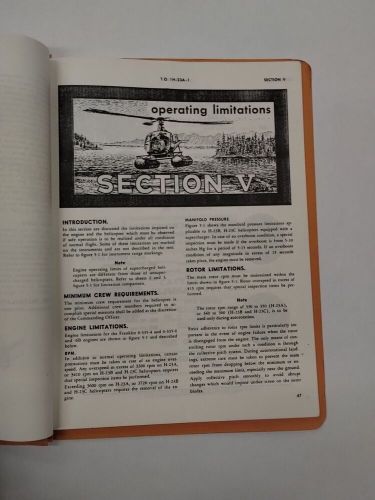 T.O. 1H-23A-1
SECTION V
operating limitations
SECTION V
INTRODUCTION.
In this section are discussed the limitations imposed on
the engine and the helicopter which must be observed
if safe operation is to be realized under all conditions
of normal flight. Some of these limitations are marked
on the instruments and are not described in the text.
Refer to figure 5-1 for instrument range markings.
Note
Engine operating limits of supercharged heli-
copters are different from those of unsuper-
charged helicopters. Refer to sheets 2 and 3,
figure 5-1 for limitation comparison.
MINIMUM CREW REQUIREMENTS.
The minimum crew requirement for the helicopter is
one pilot. Additional crew members required to ac-
complish special missions shall be added at the discretion
of the Commanding Officer.
ENGINE LIMITATIONS.
Engine limitations for the Franklin
and
engines are shown in figure 5-1 and described
below.
RPM.
In addition to normal operating limitations, certain
precautions must be taken in case of an engine over-
speed. Any overspeed in excess of 3200 rpm on H-23A,
or 3410 rpm on H-23B and H-23C helicopters requires
that special inspection items be performed.
Exceeding 3600 rpm on H-23A, or 3720 rpm on H-23B
and H-23C helicopters requires the removal of the en-
gine.
MANIFOLD PRESSURE.
Figure 5-1 shows the manifold pressure limitations ap-
plicable to H-23B, H-23C helicopters equipped with a
supercharger. In case of an overboost condition, a special
inspection must be made if the overboost is from 5-10
inches Hg for a period of 5-15 seconds. If an overboost
condition of any magnitude in excess of 15 seconds
takes place, the engine must be removed.
ROTOR LIMITATIONS.
The main rotor rpm must be maintained within the
limits shown in figure 5-1. Rotor overspeed in excess of
415 rpm requires that special inspection items be per-
formed.
Note
The rotor rpm range of 330 to 350 (H-23A),
or 340 to 360 (H-23B and H-23C), is to be
used only during autorotation.
Strict adherence to rotor rpm limits is particularly im-
portant in the event of engine failure when the rotor
is disengaged from the engine. The only means of con-
trolling rotor rpm under such a condition is through
the collective pitch system. During autorotational land-
ings, extreme care must be taken to prevent the main
rotor rpm from dropping below the minimum or ex-
ceeding the maximum limit, especially near the ground.
Apply collective pitch smoothly to avoid abrupt
changes which would impose undue stress on the rotor
blades.
47